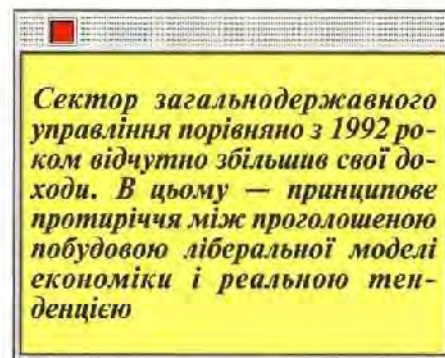 Сектор загальнодержавного
управління порівняно з 1992 ро-
ком відчутно збільшив свої до-
ходи. В цьому — принципове
протиріччя між проголошеною
побудовою ліберальної моделі
економіки і реальною тен-
денцією